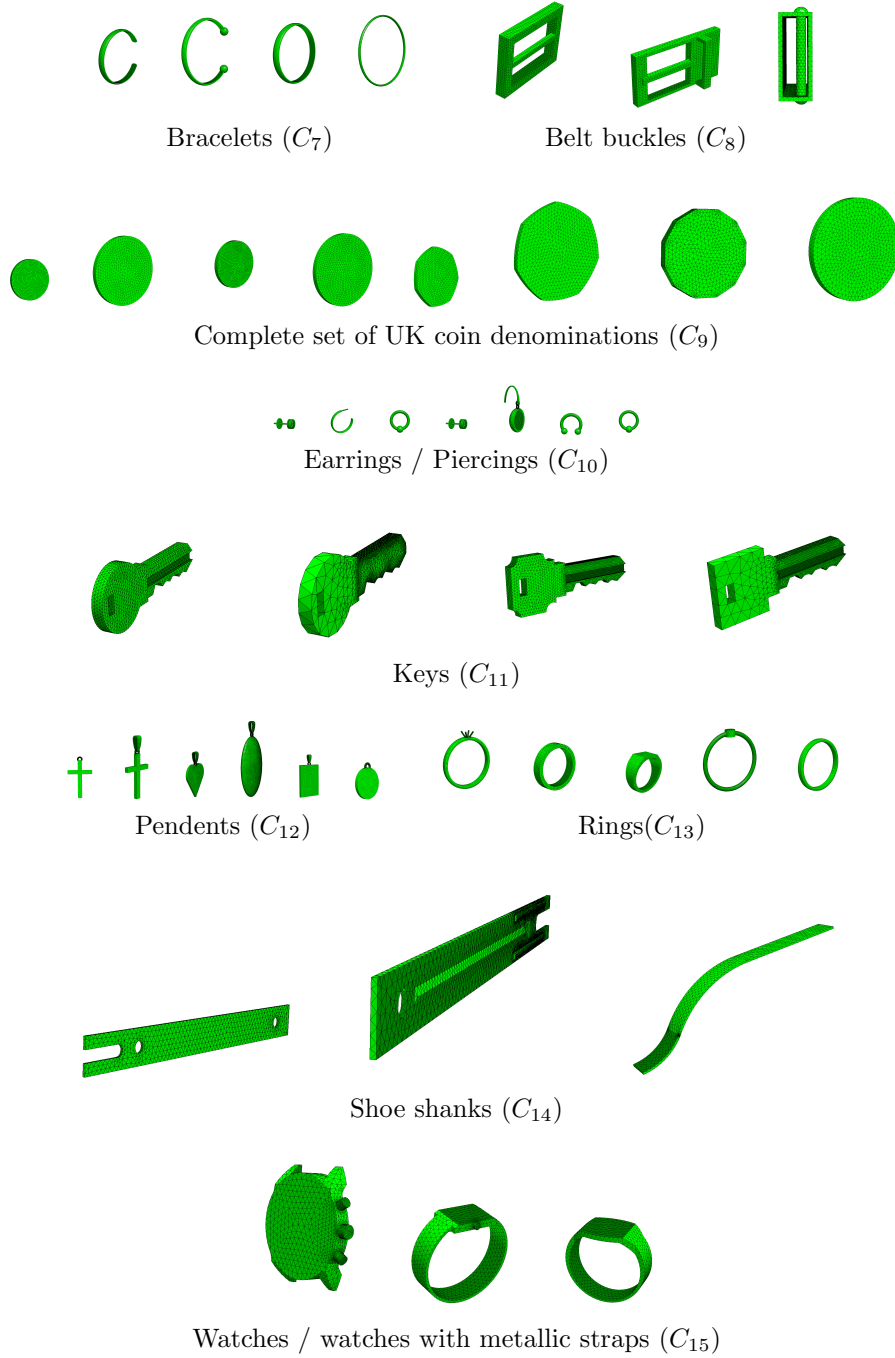 Bracelets (C7)
Belt buckles (C8)
Complete set of UK coin denominations (C9)
Earrings / Piercings (C10)
Keys (C11)
Pendents (C12)
Rings(C13)
Shoe shanks (C14)
Watches / watches with metallic straps (C15)